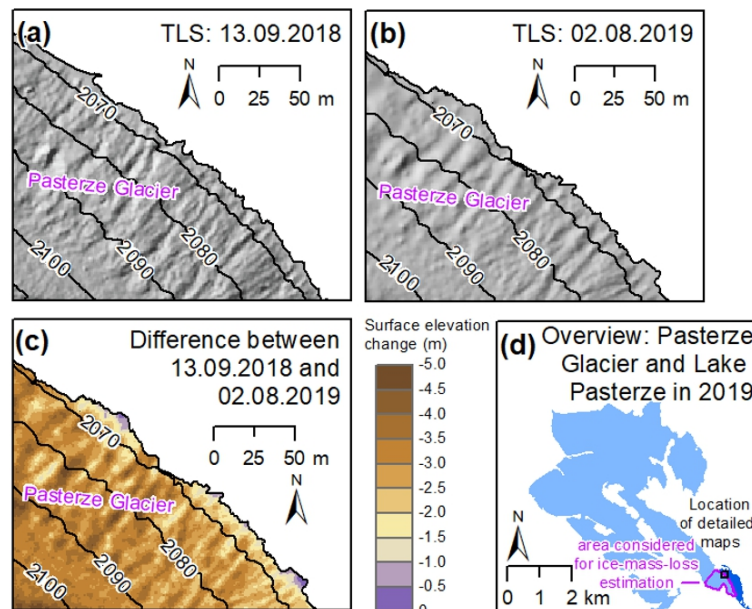 (a) TLS: 13.09.2018
N
0 25 50 m
2070
Pasterze Glacier
2080
2090
2100
(b) TLS: 02.08.2019
N
0 25 50 m
2070
Pasterze Glacier
2080
2090
2100
(c) Difference between
13.09.2018 and
02.08.2019
0 25 50 m
N
2070
Pasterze Glacier
2080
2090
2100
Surface elevation
change (m)
-5.0
-4.5
-4.0
-3.5
-3.0
-2.5
-2.0
-1.5
-1.0
-0.5
0
(d) Overview: Pasterze
Glacier and Lake
Pasterze in 2019
Location
of detailed
maps
N
area considered
for ice-mass-loss
estimation
0 1 2 km